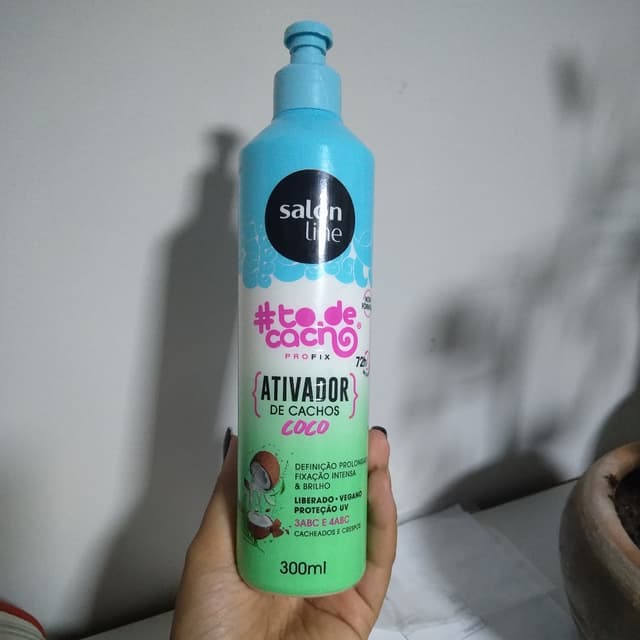 salon
line
#to.de
cacho
PROFIX
72h
{ATIVADOR}
DE CACHOS
COCO
DEFINIÇÃO
FIXAÇÃO INTENSA
& BRILHO
LIBERADO • VEGANO
PROTEÇÃO UV
3ABC E 4ABC
CACHEADOS E CRESPOS
300ml